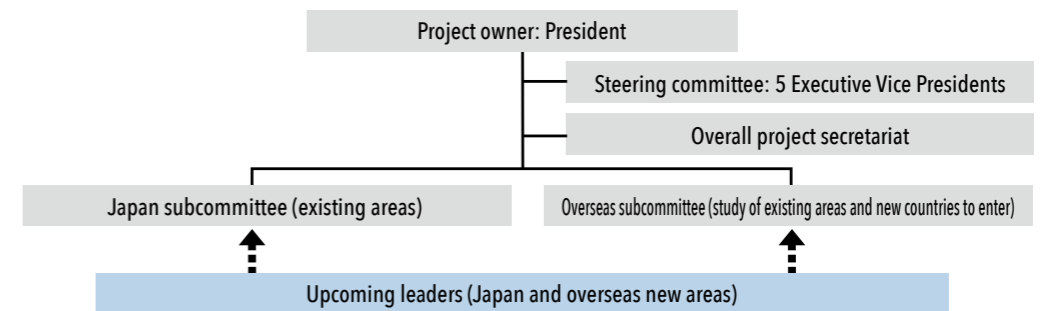 Project owner: President
Steering committee: 5 Executive Vice Presidents
Overall project secretariat
Japan subcommittee (existing areas)
Overseas subcommittee (study of existing areas and new countries to enter)
Upcoming leaders (Japan and overseas new areas)